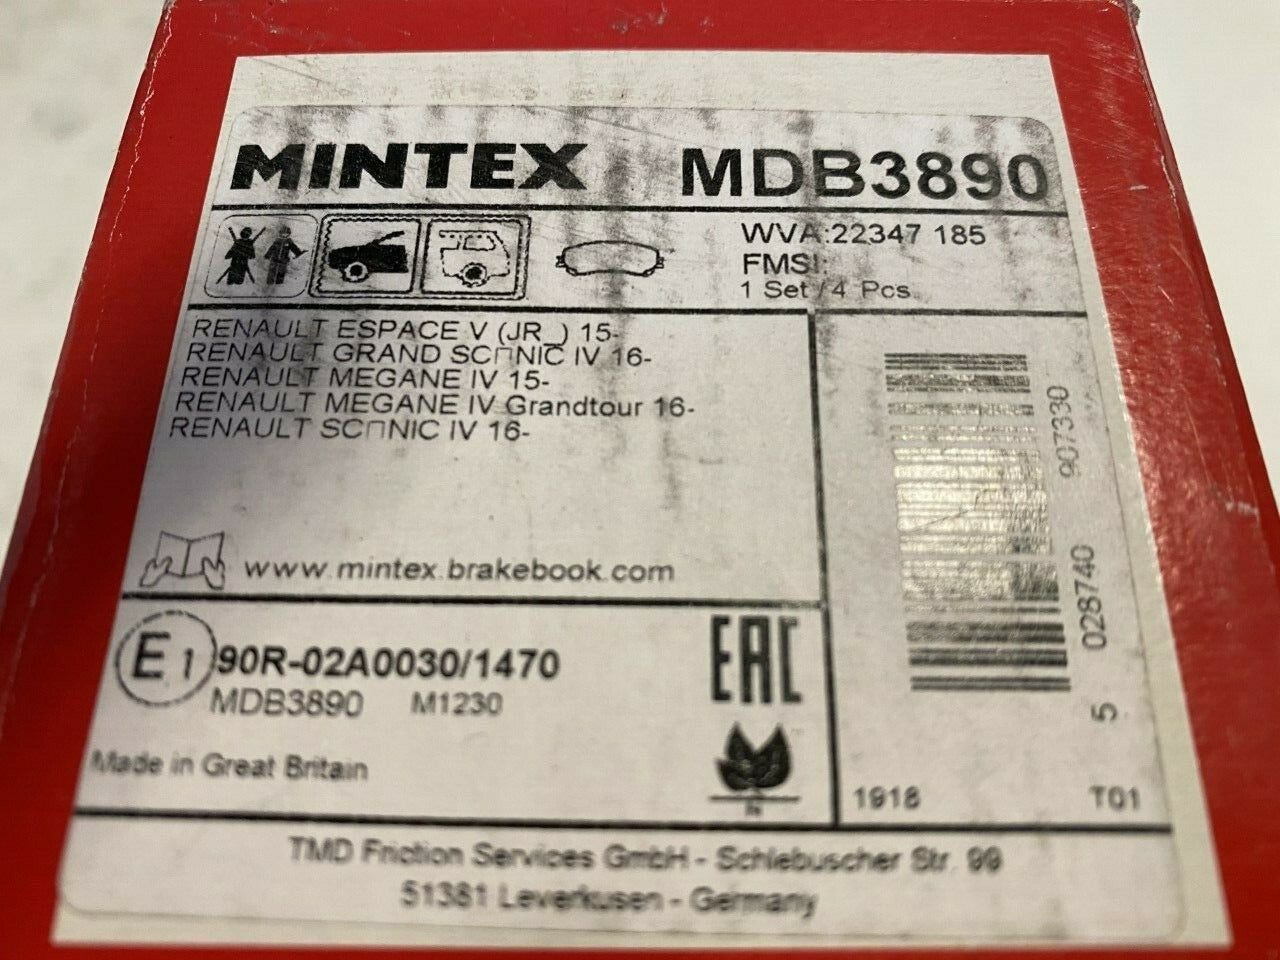 MINTEX MDB3890
WVA:22347 185
FMSI:
1 Set / 4 Pcs.
RENAULT ESPACE V (JR_) 15-
RENAULT GRAND SC⊓NIC IV 16-
RENAULT MEGANE IV 15-
RENAULT MEGANE IV Grandtour 16-
RENAULT SC⊓NIC IV 16-
www.mintex.brakebook.com
E1 90R-02A0030/1470
MDB3890 M1230
EAC
Made in Great Britain
5 028740 907330
1918 T01
TMD Friction Services GmbH - Schlebuscher Str. 99
51381 Leverkusen - Germany